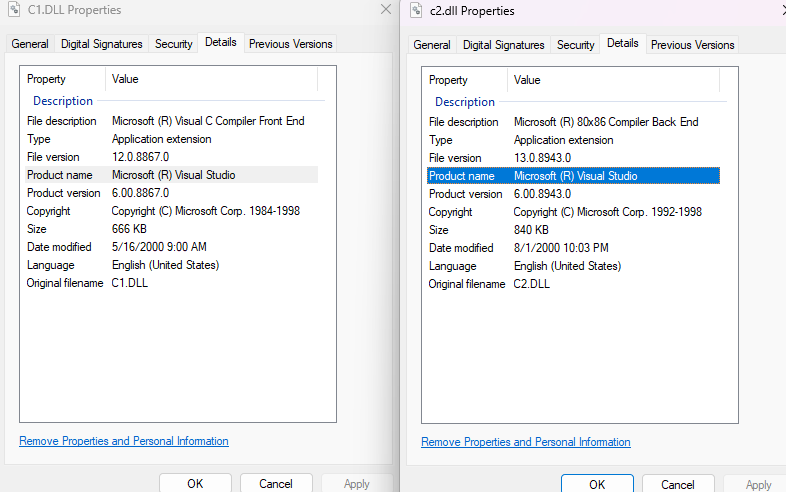 C1.DLL Properties
General Digital Signatures Security Details Previous Versions
Property Value
Description
File description Microsoft (R) Visual C Compiler Front End
Type Application extension
File version 12.0.8867.0
Product name Microsoft (R) Visual Studio
Product version 6.00.8867.0
Copyright Copyright (C) Microsoft Corp. 1984-1998
Size 666 KB
Date modified 5/16/2000 9:00 AM
Language English (United States)
Original filename C1.DLL
Remove Properties and Personal Information
OK Cancel Apply
c2.dll Properties
General Digital Signatures Security Details Previous Versions
Property Value
Description
File description Microsoft (R) 80x86 Compiler Back End
Type Application extension
File version 13.0.8943.0
Product name Microsoft (R) Visual Studio
Product version 6.00.8943.0
Copyright Copyright (C) Microsoft Corp. 1992-1998
Size 840 KB
Date modified 8/1/2000 10:03 PM
Language English (United States)
Original filename C2.DLL
Remove Properties and Personal Information
OK Cancel Apply